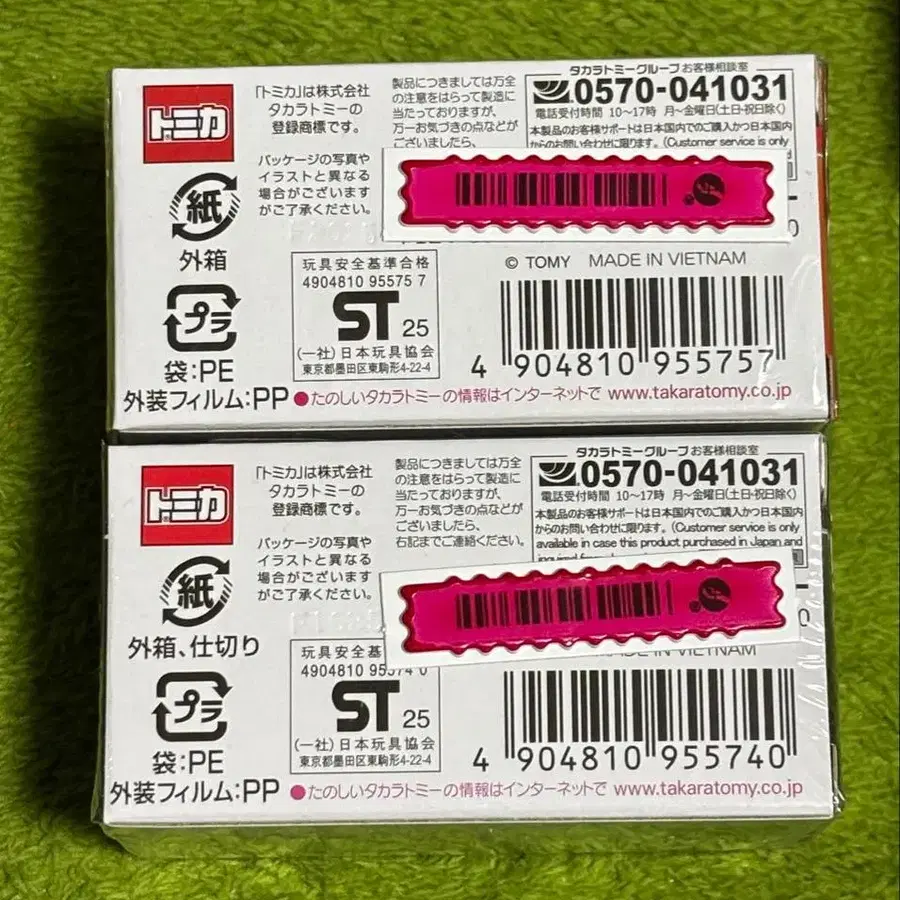 トミカ
「トミカ」は株式会社
タカラトミーの
登録商標です。
パッケージの写真や
イラストと異なる
場合がございます
がご了承ください。
製品につきましては万全
の注意をはらって製造に
当たっておりますが、
万一お気づきの点などが
ございましたら、
タカラトミーグループ お客様相談室
0570-041031
電話受付時間 10〜17時 月〜金曜日(土日・祝日除く)
本製品のお客様サポートは日本国内でのご購入かつ日本国内
からのお問い合わせに限ります。(Customer service is only
紙
外箱
プラ
袋:PE
外装フィルム:PP
玩具安全基準合格
4904810 95575 7
ST 25
(一社)日本玩具協会
東京都墨田区東駒形4-22-4
© TOMY MADE IN VIETNAM
4 904810 955757
●たのしいタカラトミーの情報はインターネットで www.takaratomy.co.jp
トミカ
「トミカ」は株式会社
タカラトミーの
登録商標です。
パッケージの写真や
イラストと異なる
場合がございます
がご了承ください。
製品につきましては万全
の注意をはらって製造に
当たっておりますが、
万一お気づきの点などが
ございましたら、
右記までご連絡ください。
タカラトミーグループ お客様相談室
0570-041031
電話受付時間 10〜17時 月〜金曜日(土日・祝日除く)
本製品のお客様サポートは日本国内でのご購入かつ日本国内
からのお問い合わせに限ります。(Customer service is only
available in case this product purchased in Japan and
紙
外箱、仕切り
プラ
袋:PE
外装フィルム:PP
玩具安全基
4904810 95574 0
ST 25
(一社)日本玩具協会
東京都墨田区東駒形4-22-4
MADE IN VIETNAM
4 904810 955740
●たのしいタカラトミーの情報はインターネットで www.takaratomy.co.jp